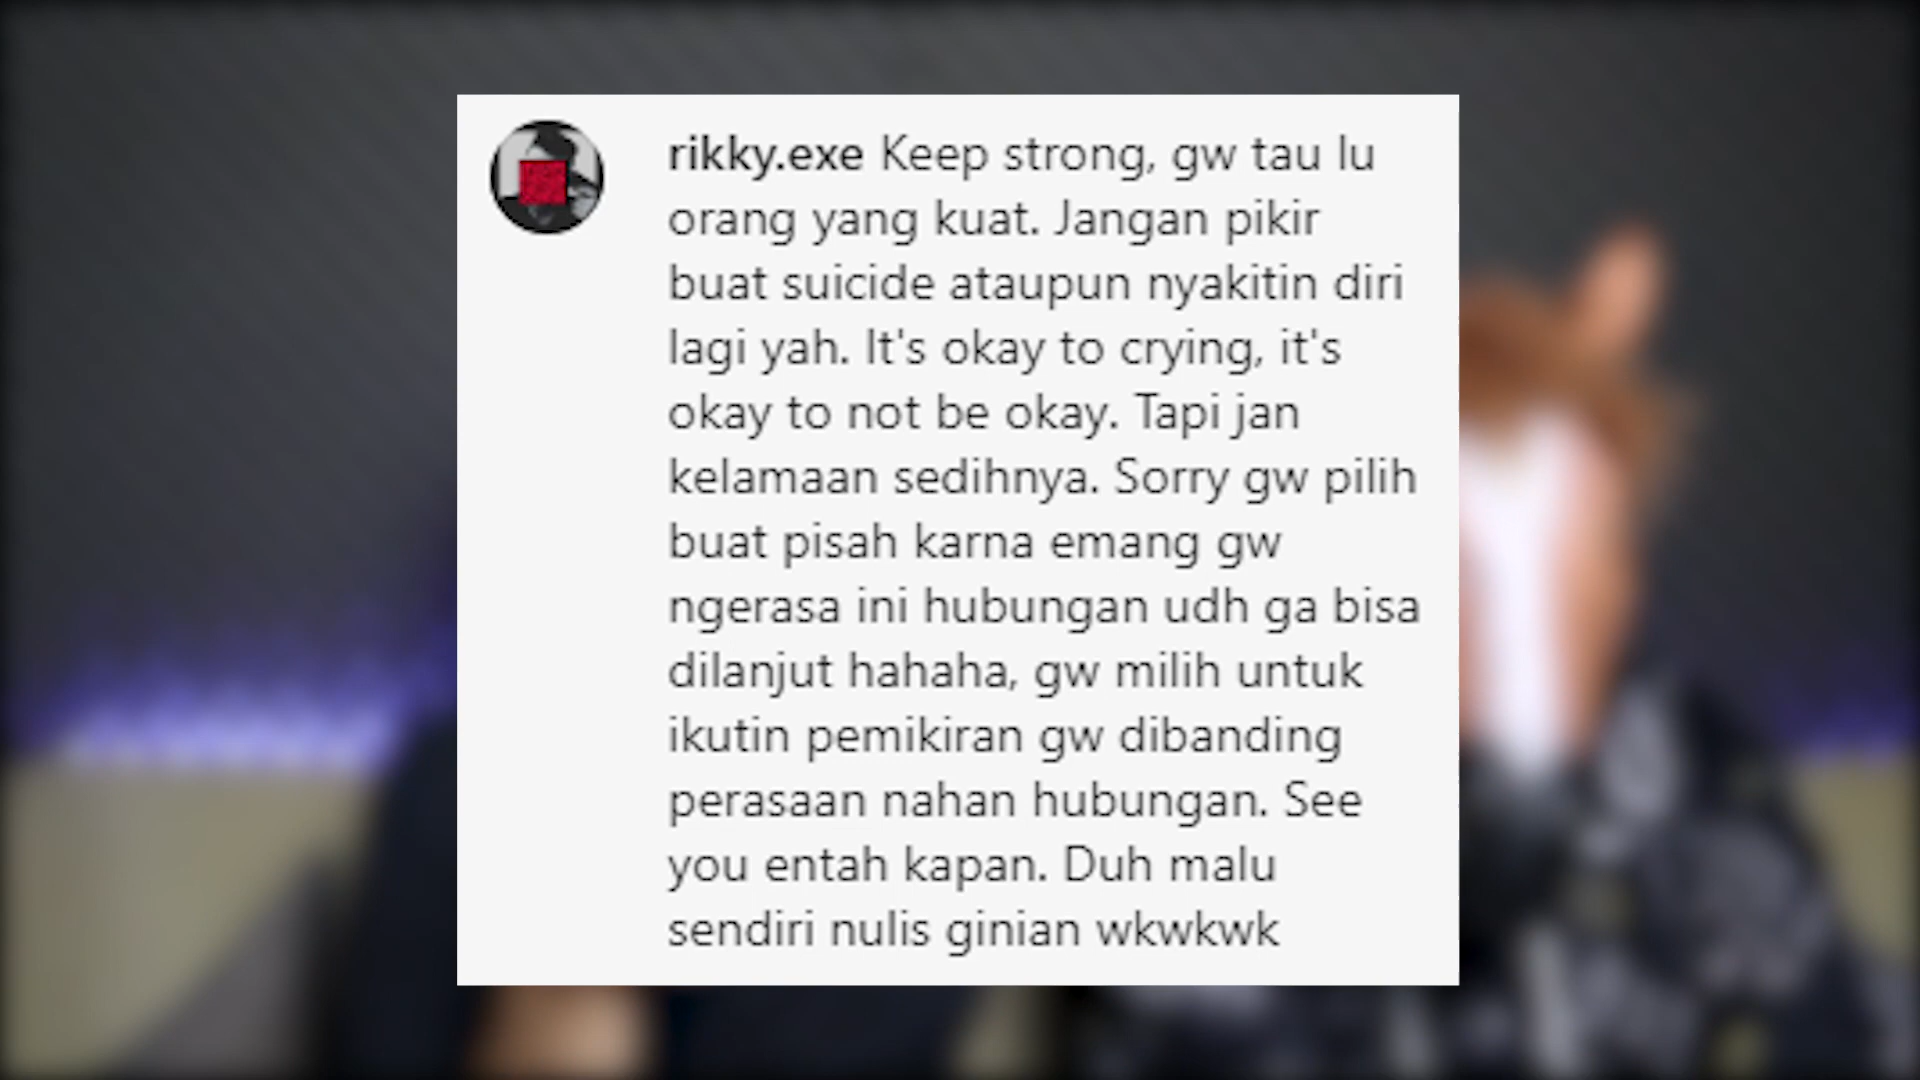 rikky.exe Keep strong, gw tau lu
orang yang kuat. Jangan pikir
buat suicide ataupun nyakitin diri
lagi yah. It's okay to crying, it's
okay to not be okay. Tapi jan
kelamaan sedihnya. Sorry gw pilih
buat pisah karna emang gw
ngerasa ini hubungan udh ga bisa
dilanjut hahaha, gw milih untuk
ikutin pemikiran gw dibanding
perasaan nahan hubungan. See
you entah kapan. Duh malu
sendiri nulis ginian wkwkwk